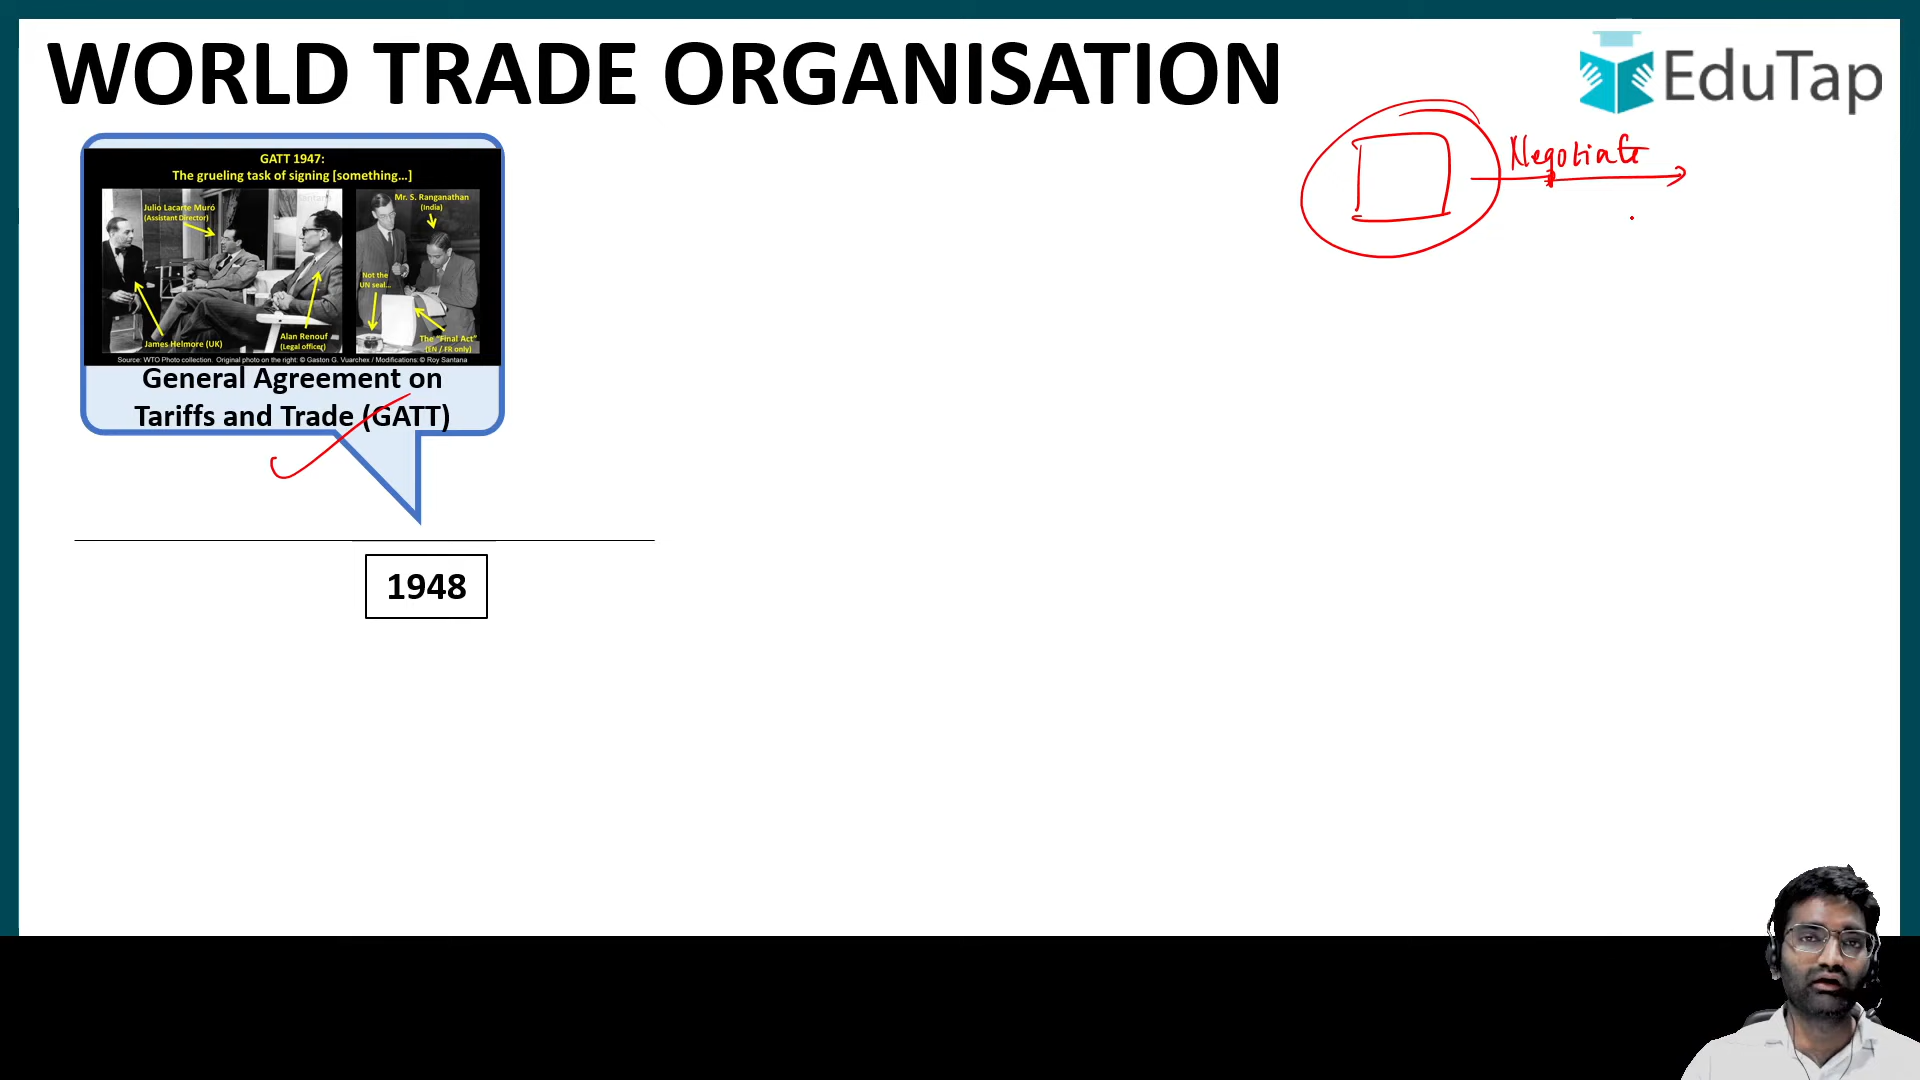 WORLD TRADE ORGANISATION
EduTap
GATT 1947:
The grueling task of signing [something...]
Julio Lacarte Muró
(Assistant Director)
Mr. S. Ranganathan
(India)
Not the
UN seal...
James Helmore (UK)
Alan Renouf
(Legal officer)
The "Final Act"
(EN / FR only)
Source: WTO Photo collection. Original photo on the right: © Gaston G. Vuarchex / Modifications: © Roy Santana
General Agreement on
Tariffs and Trade (GATT)
Negotiate
1948